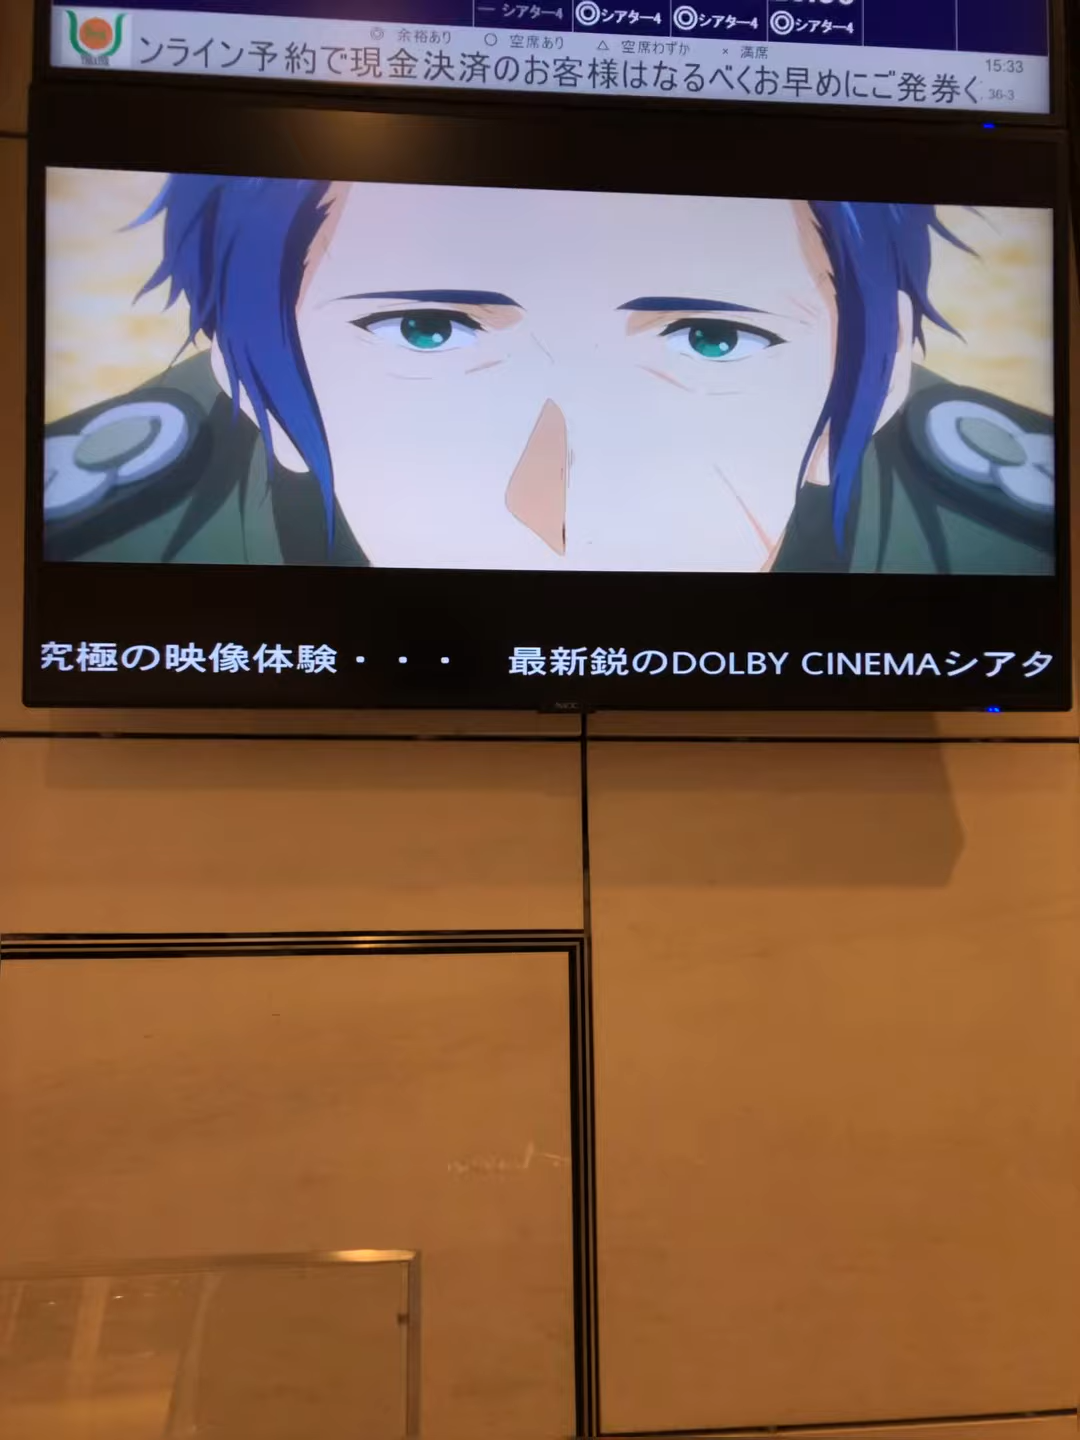 ー シアター4 ◎シアター4 ◎シアター4 ◎シアター4
◎ 余裕あり ○ 空席あり △ 空席わずか × 満席
ンライン予約で現金決済のお客様はなるべくお早めにご発券く
15:33
36-3
究極の映像体験・・・ 最新鋭のDOLBY CINEMAシアタ
NEC